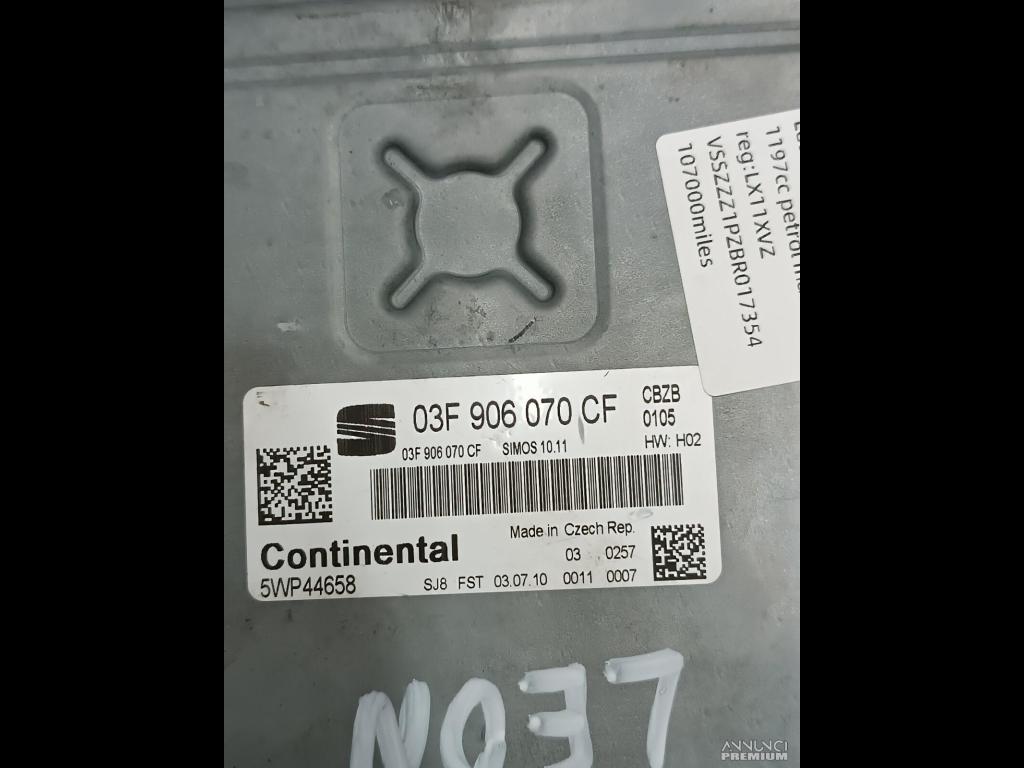 1197cc petrol
reg:LX11XVZ
VSSZZZ1PZBR017354
107000miles
03F 906 070 CF
CBZB
0105
HW: H02
03F 906 070 CF SIMOS 10.11
Made in Czech Rep.
03 0257
Continental
5WP44658
SJ8 FST 03.07.10 0011 0007
LEON
ANNUNCI
PREMIUM